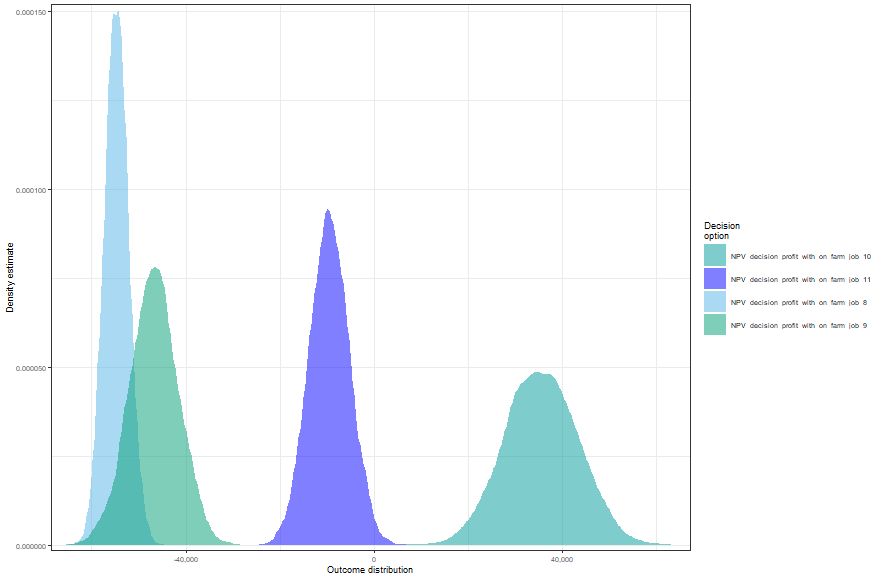 0.000150
0.000100
0.000050
0.000000
Density estimate
-40,000
0
40,000
Outcome distribution
Decision
option
NPV decision profit with on farm job 10
NPV decision profit with on farm job 11
NPV decision profit with on farm job 8
NPV decision profit with on farm job 9